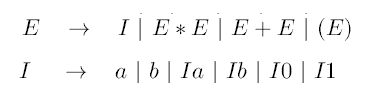 E → I | E ∗ E | E + E | (E)
I → a | b | Ia | Ib | I0 | I1